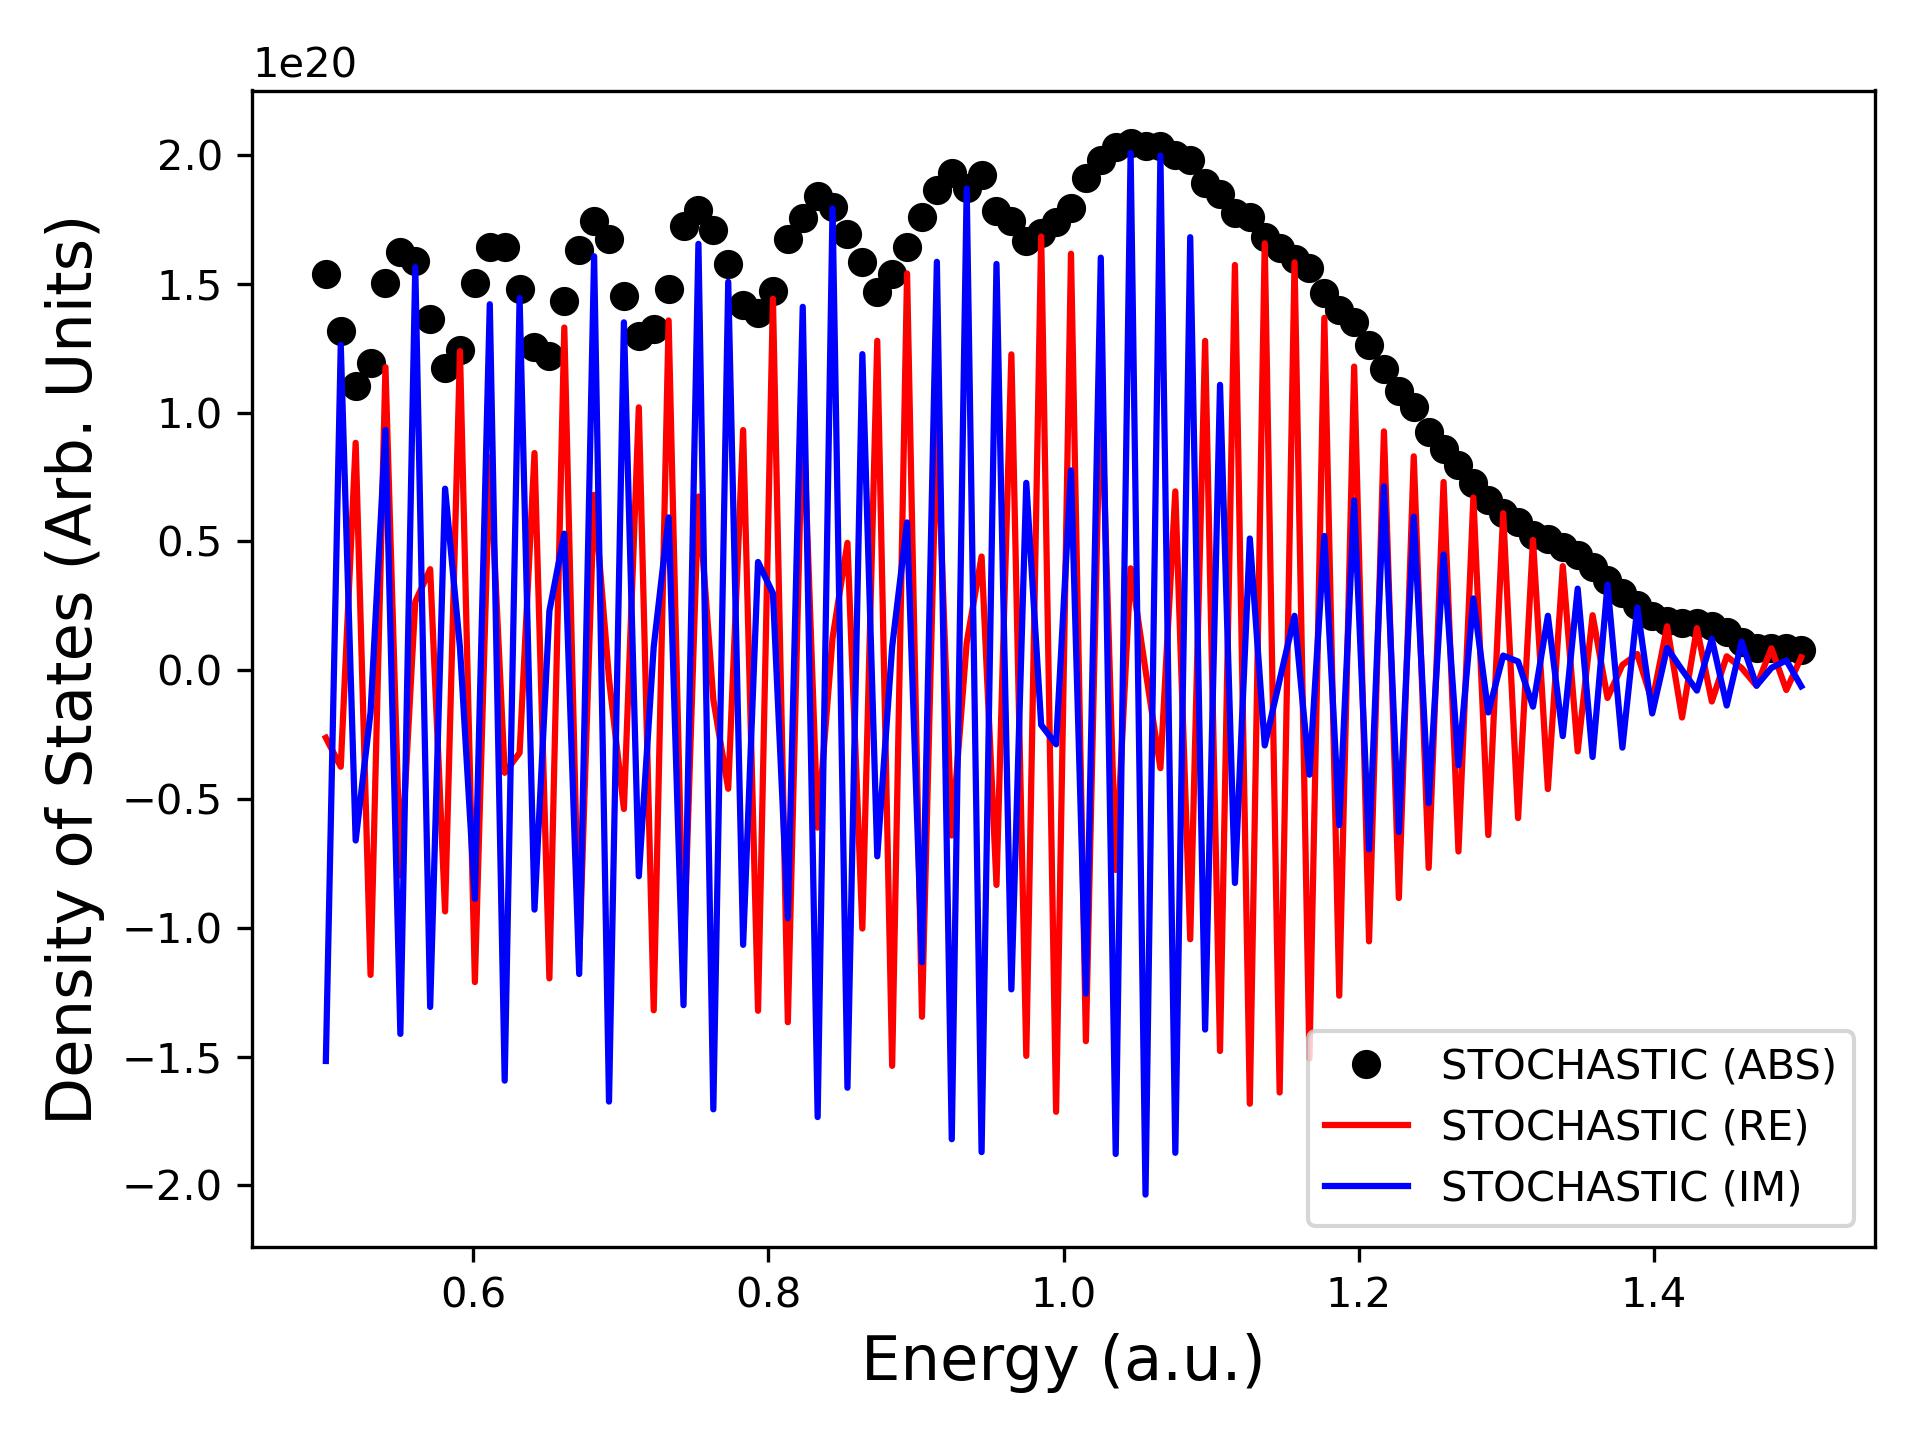 1e20
2.0
1.5
1.0
0.5
0.0
−0.5
−1.0
−1.5
−2.0
Density of States (Arb. Units)
STOCHASTIC (ABS)
STOCHASTIC (RE)
STOCHASTIC (IM)
0.6 0.8 1.0 1.2 1.4
Energy (a.u.)